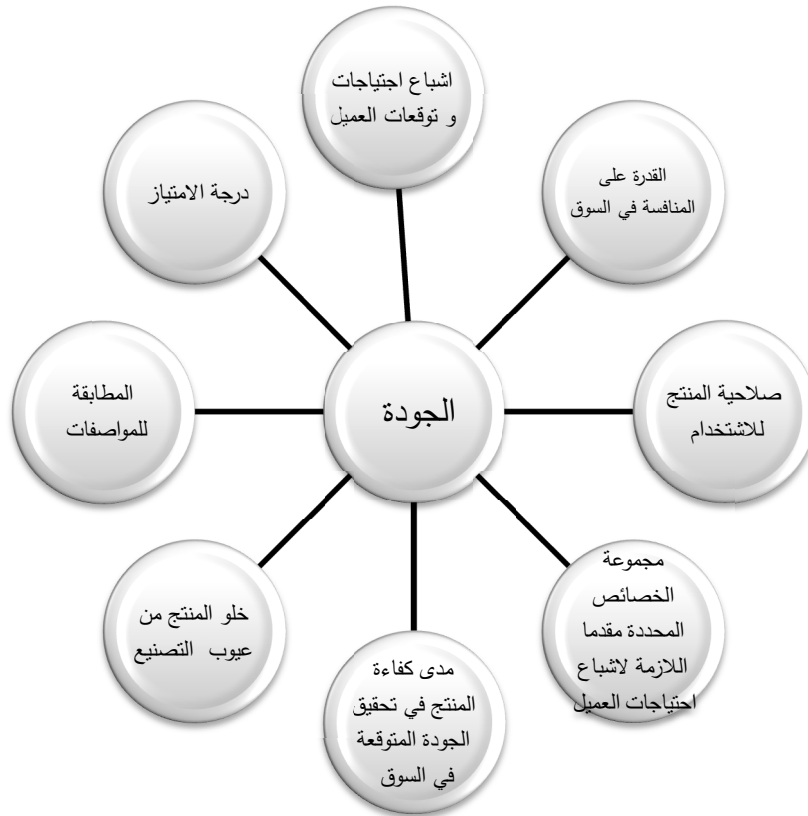 اشباع اجتياجات
و توقعات العميل
القدرة على
المنافسة في السوق
درجة الامتياز
صلاحية المنتج
للاشتخدام
الجودة
المطابقة
للمواصفات
مجموعة
الخصائص
المحددة مقدما
اللازمة لاشباع
احتياجات العميل
خلو المنتج من
عيوب التصنيع
مدى كفاءة
المنتج في تحقيق
الجودة المتوقعة
في السوق